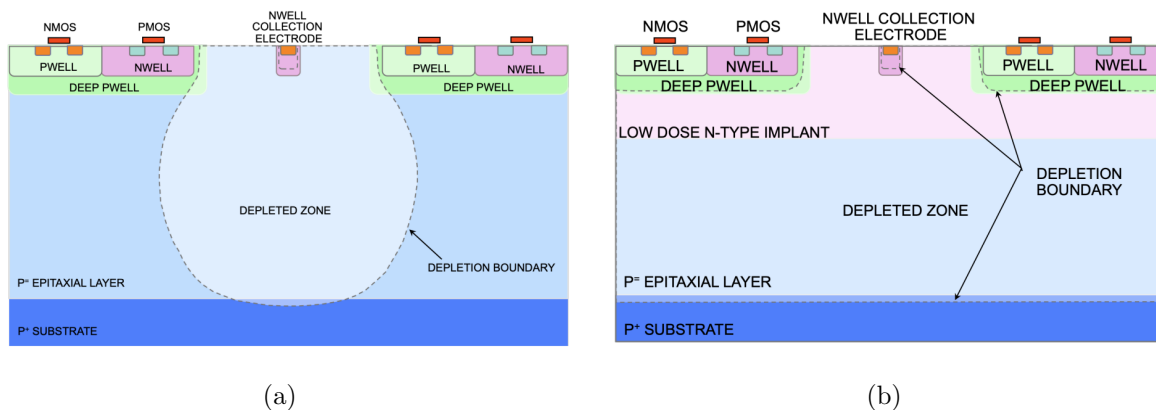 NMOS
PMOS
NWELL
COLLECTION
ELECTRODE
PWELL
NWELL
PWELL
NWELL
DEEP PWELL
DEEP PWELL
DEPLETED ZONE
DEPLETION BOUNDARY
P= EPITAXIAL LAYER
P+ SUBSTRATE
(a)
NMOS
PMOS
NWELL COLLECTION
ELECTRODE
PWELL
NWELL
PWELL
NWELL
DEEP PWELL
DEEP PWELL
LOW DOSE N-TYPE IMPLANT
DEPLETION
BOUNDARY
DEPLETED ZONE
P= EPITAXIAL LAYER
P+ SUBSTRATE
(b)